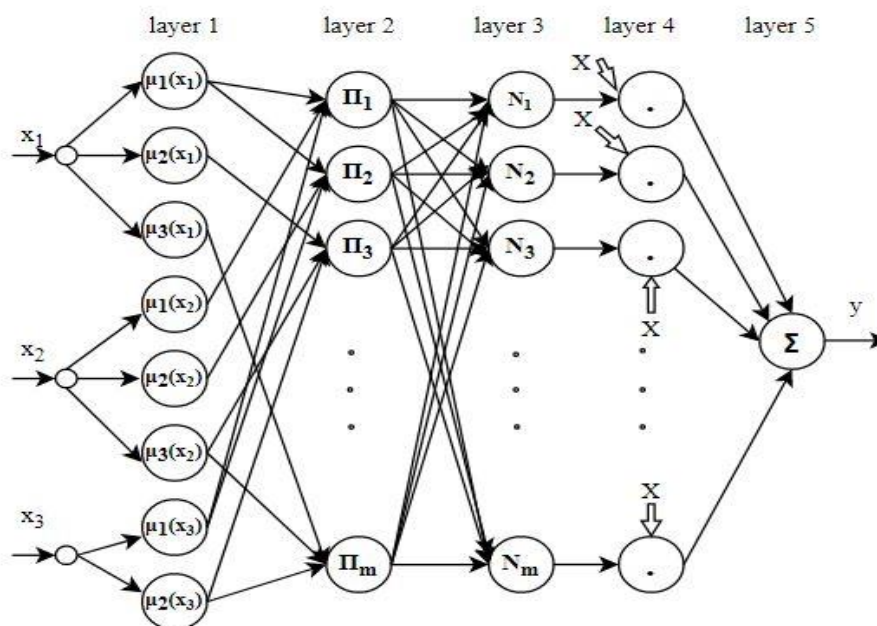 layer 1 layer 2 layer 3 layer 4 layer 5
X
μ1(x1) Π1 N1 .
X
x1 μ2(x1) Π2 N2 .
μ3(x1) Π3 N3 .
μ1(x2) X y
x2 μ2(x2) Σ
μ3(x2)
X
x3 μ1(x3)
Πm Nm .
μ2(x3)